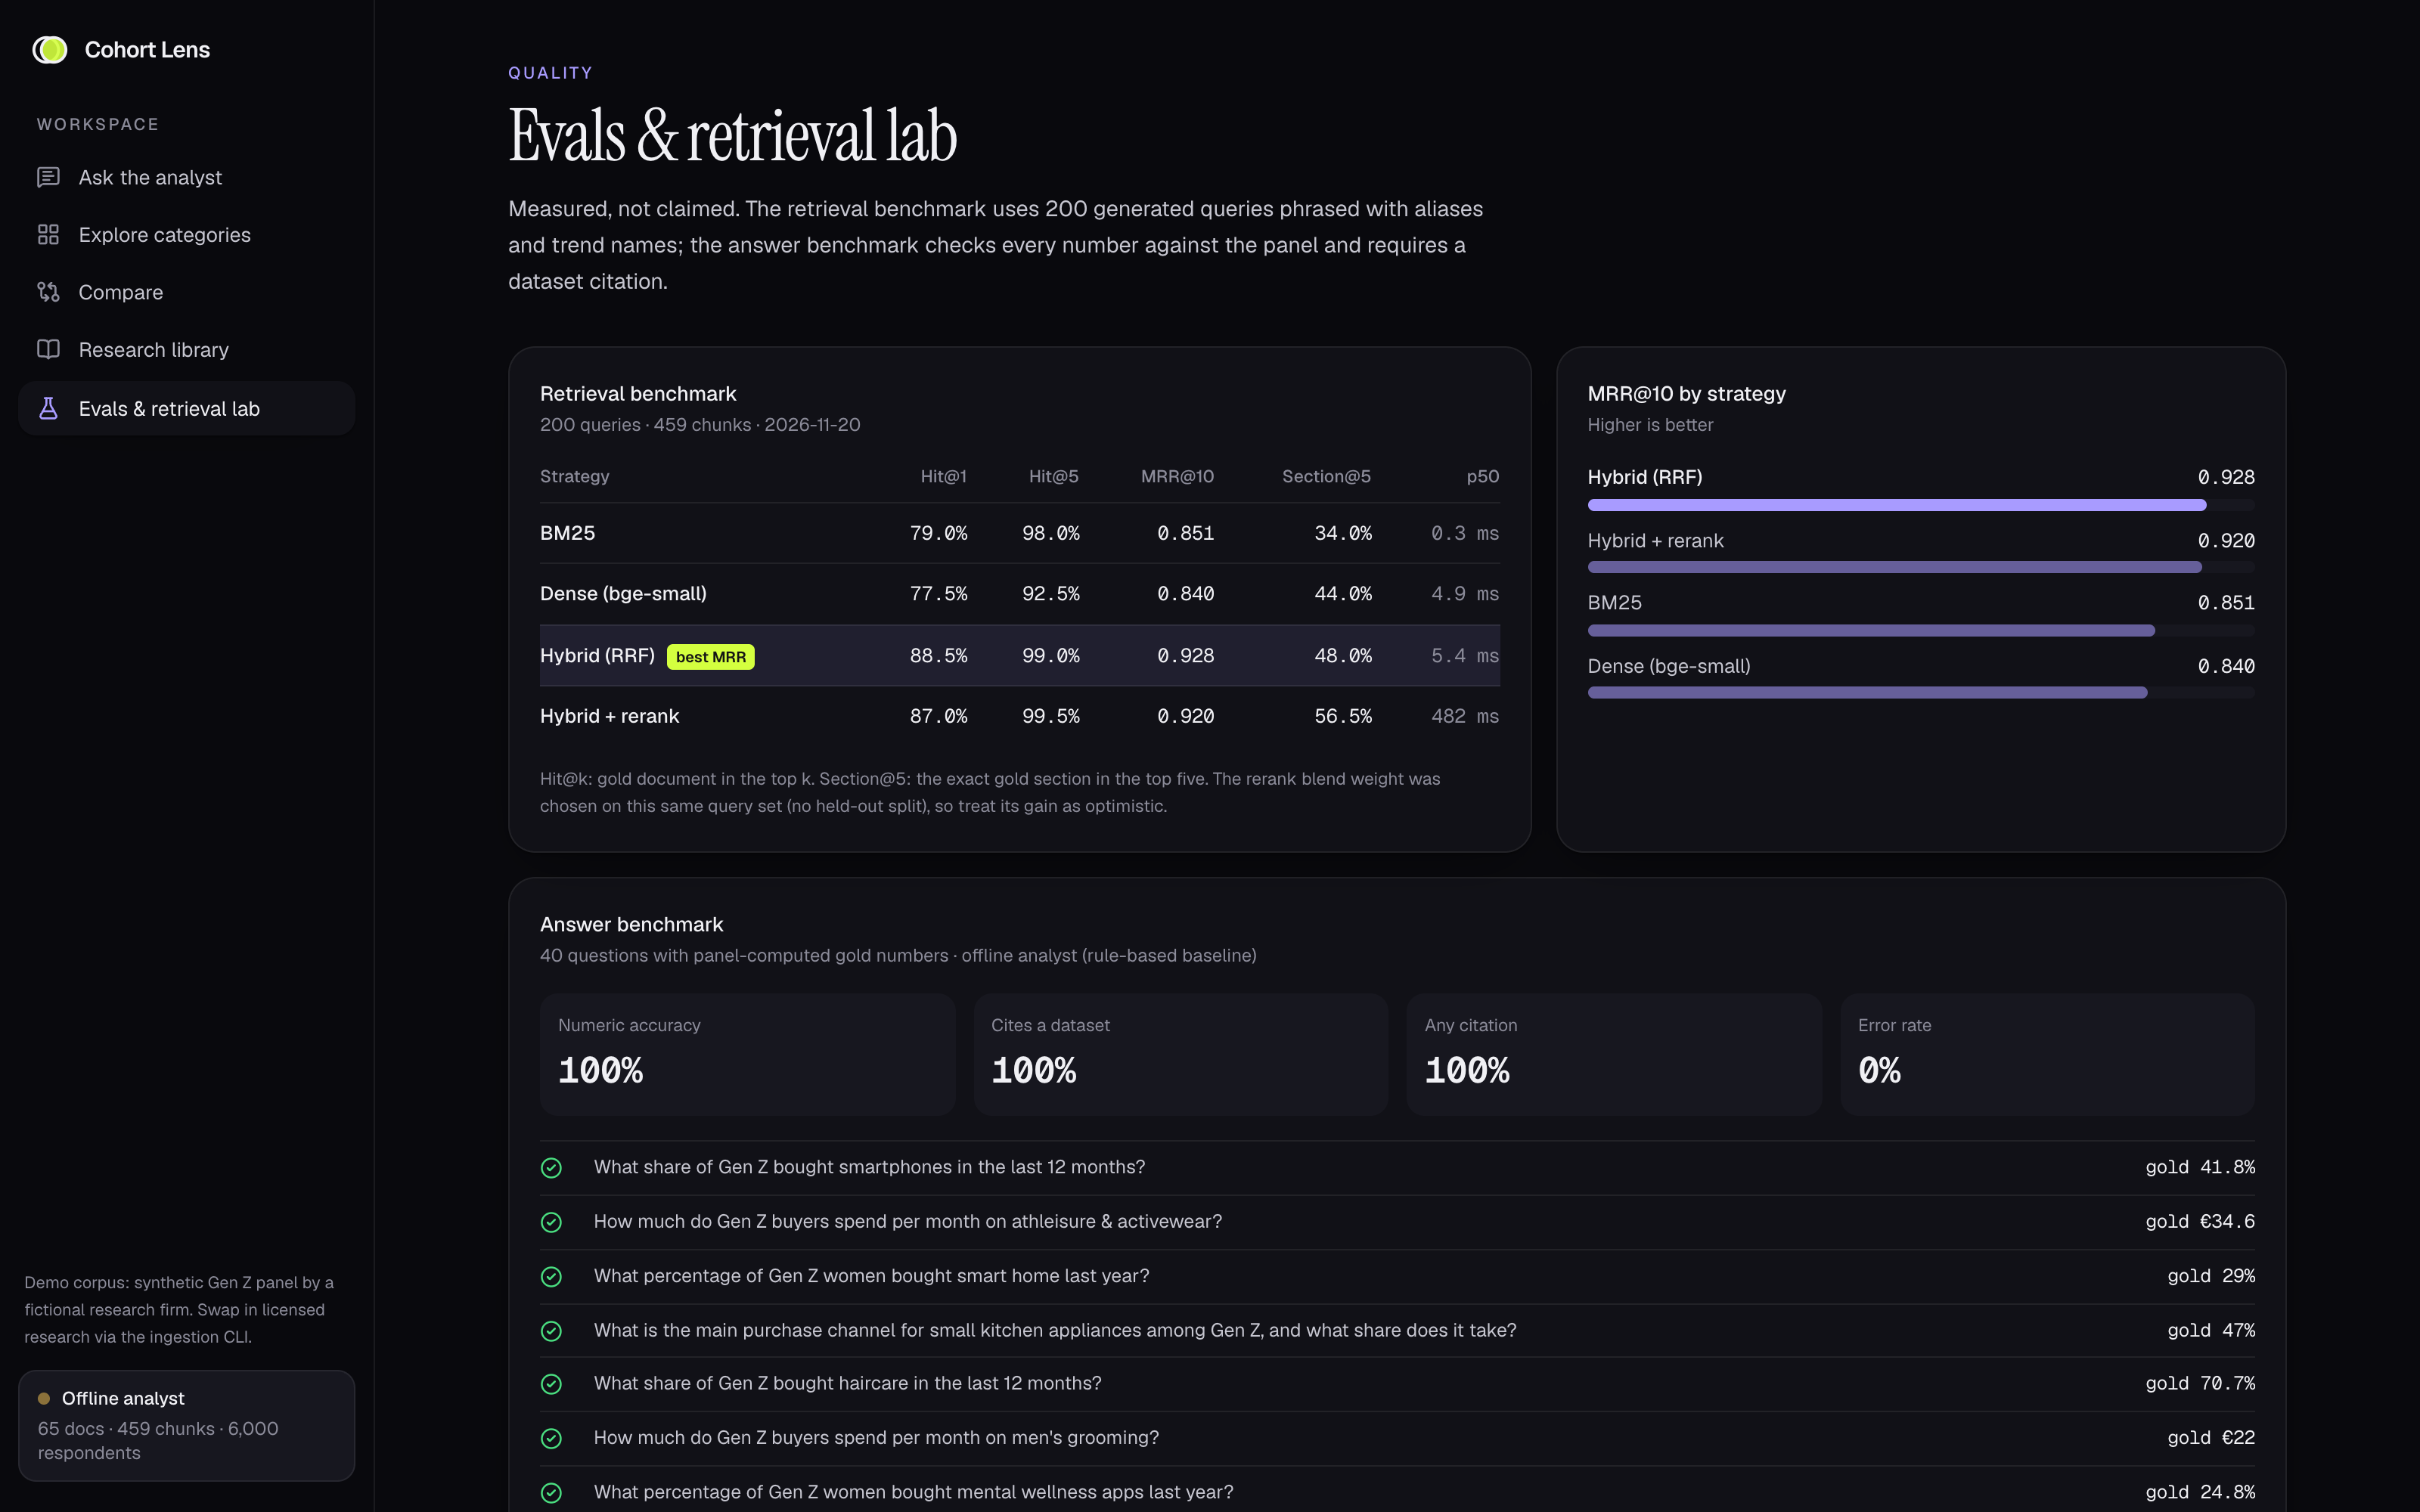 Cohort Lens
WORKSPACE
Ask the analyst
Explore categories
Compare
Research library
Evals & retrieval lab
Demo corpus: synthetic Gen Z panel by a
fictional research firm. Swap in licensed
research via the ingestion CLI.
Offline analyst
65 docs · 459 chunks · 6,000
respondents
QUALITY
Evals & retrieval lab
Measured, not claimed. The retrieval benchmark uses 200 generated queries phrased with aliases
and trend names; the answer benchmark checks every number against the panel and requires a
dataset citation.
Retrieval benchmark
200 queries · 459 chunks · 2026-11-20
Strategy Hit@1 Hit@5 MRR@10 Section@5 p50
BM25 79.0% 98.0% 0.851 34.0% 0.3 ms
Dense (bge-small) 77.5% 92.5% 0.840 44.0% 4.9 ms
Hybrid (RRF) best MRR 88.5% 99.0% 0.928 48.0% 5.4 ms
Hybrid + rerank 87.0% 99.5% 0.920 56.5% 482 ms
Hit@k: gold document in the top k. Section@5: the exact gold section in the top five. The rerank blend weight was
chosen on this same query set (no held-out split), so treat its gain as optimistic.
MRR@10 by strategy
Higher is better
Hybrid (RRF) 0.928
Hybrid + rerank 0.920
BM25 0.851
Dense (bge-small) 0.840
Answer benchmark
40 questions with panel-computed gold numbers · offline analyst (rule-based baseline)
Numeric accuracy
100%
Cites a dataset
100%
Any citation
100%
Error rate
0%
What share of Gen Z bought smartphones in the last 12 months? gold 41.8%
How much do Gen Z buyers spend per month on athleisure & activewear? gold €34.6
What percentage of Gen Z women bought smart home last year? gold 29%
What is the main purchase channel for small kitchen appliances among Gen Z, and what share does it take? gold 47%
What share of Gen Z bought haircare in the last 12 months? gold 70.7%
How much do Gen Z buyers spend per month on men's grooming? gold €22
What percentage of Gen Z women bought mental wellness apps last year? gold 24.8%